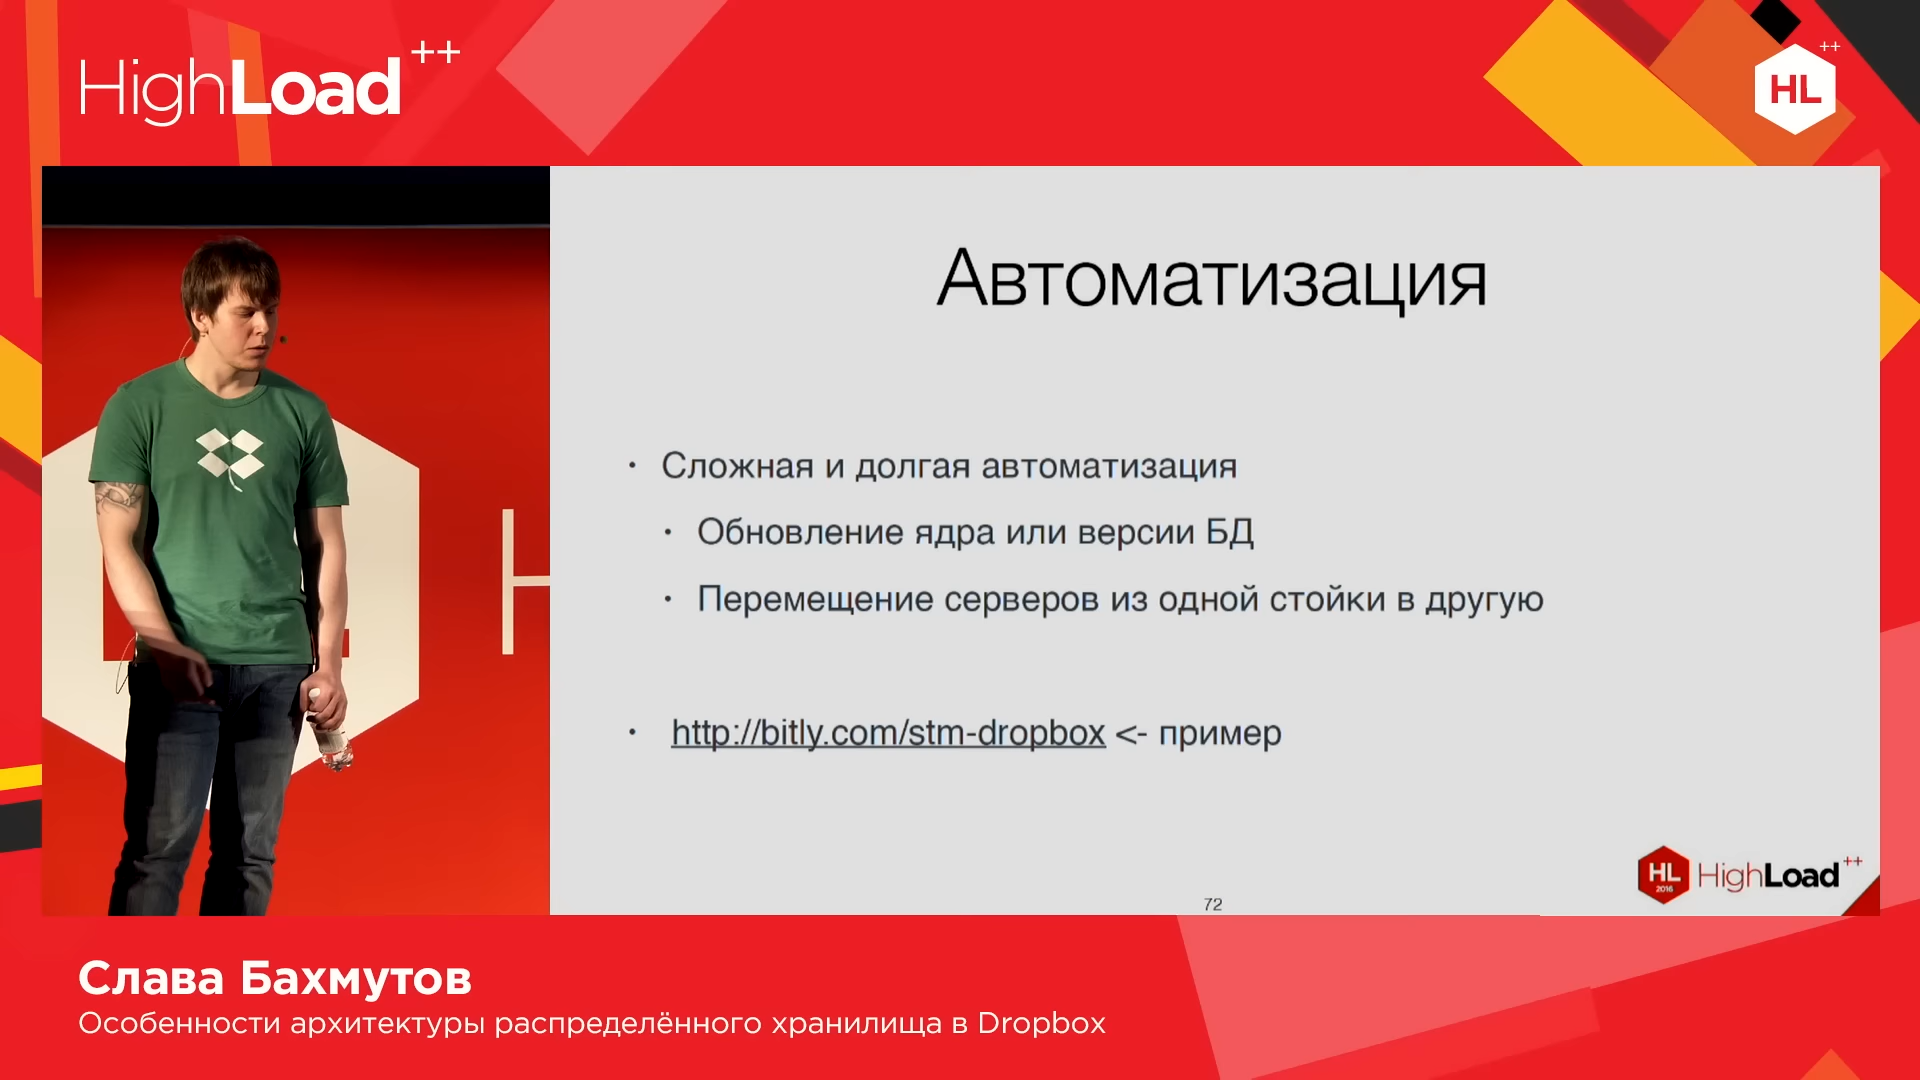 HighLoad++
HL++
Автоматизация
• Сложная и долгая автоматизация
• Обновление ядра или версии БД
• Перемещение серверов из одной стойки в другую
• http://bitly.com/stm-dropbox <- пример
H
HL 2016 HighLoad++
72
Слава Бахмутов
Особенности архитектуры распределённого хранилища в Dropbox